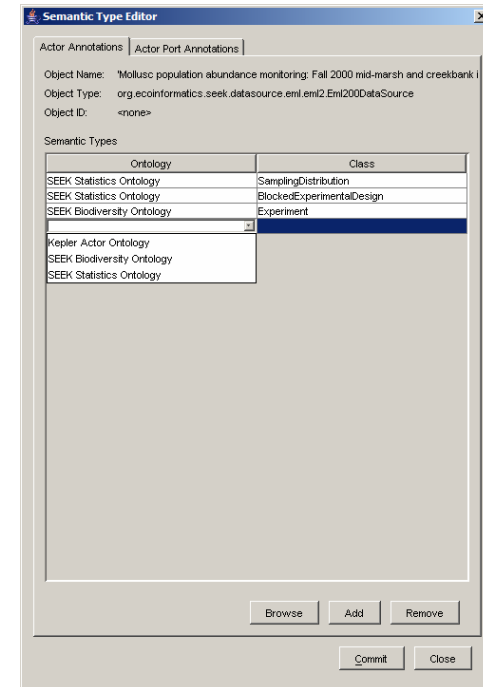 Semantic Type Editor
Actor Annotations Actor Port Annotations
Object Name: 'Mollusc population abundance monitoring: Fall 2000 mid-marsh and creekbank i
Object Type: org.ecoinformatics.seek.datasource.eml.eml2.Eml200DataSource
Object ID: <none>
Semantic Types
Ontology Class
SEEK Statistics Ontology SamplingDistribution
SEEK Statistics Ontology BlockedExperimentalDesign
SEEK Biodiversity Ontology Experiment
Kepler Actor Ontology
SEEK Biodiversity Ontology
SEEK Statistics Ontology
Browse Add Remove
Commit Close